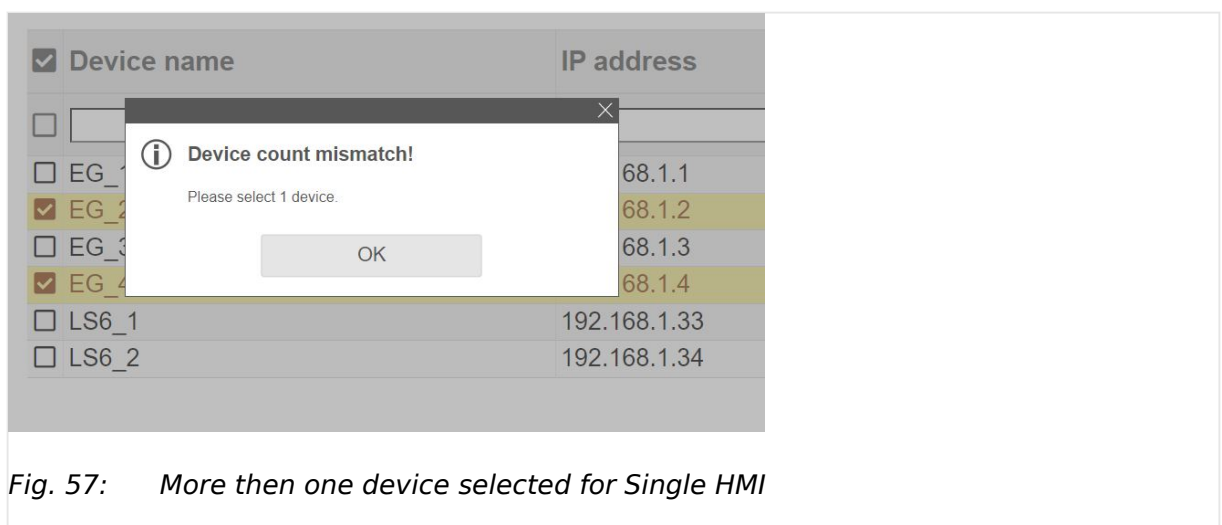 Device name IP address
Device count mismatch!
EG_ 68.1.1
Please select 1 device.
EG_2 68.1.2
EG_3 68.1.3
OK
EG_4 68.1.4
LS6_1 192.168.1.33
LS6_2 192.168.1.34
Fig. 57: More then one device selected for Single HMI